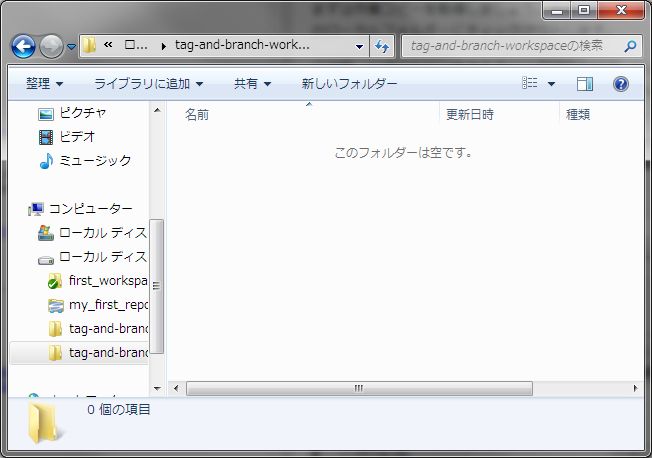 « ロ... ▸ tag-and-branch-work...
tag-and-branch-workspaceの検索
整理 ライブラリに追加 共有 新しいフォルダー
名前 更新日時 種類
このフォルダーは空です。
ピクチャ
ビデオ
ミュージック
コンピューター
ローカル ディス
ローカル ディス
first_workspa
my_first_repo
tag-and-branc
tag-and-branc
0 個の項目